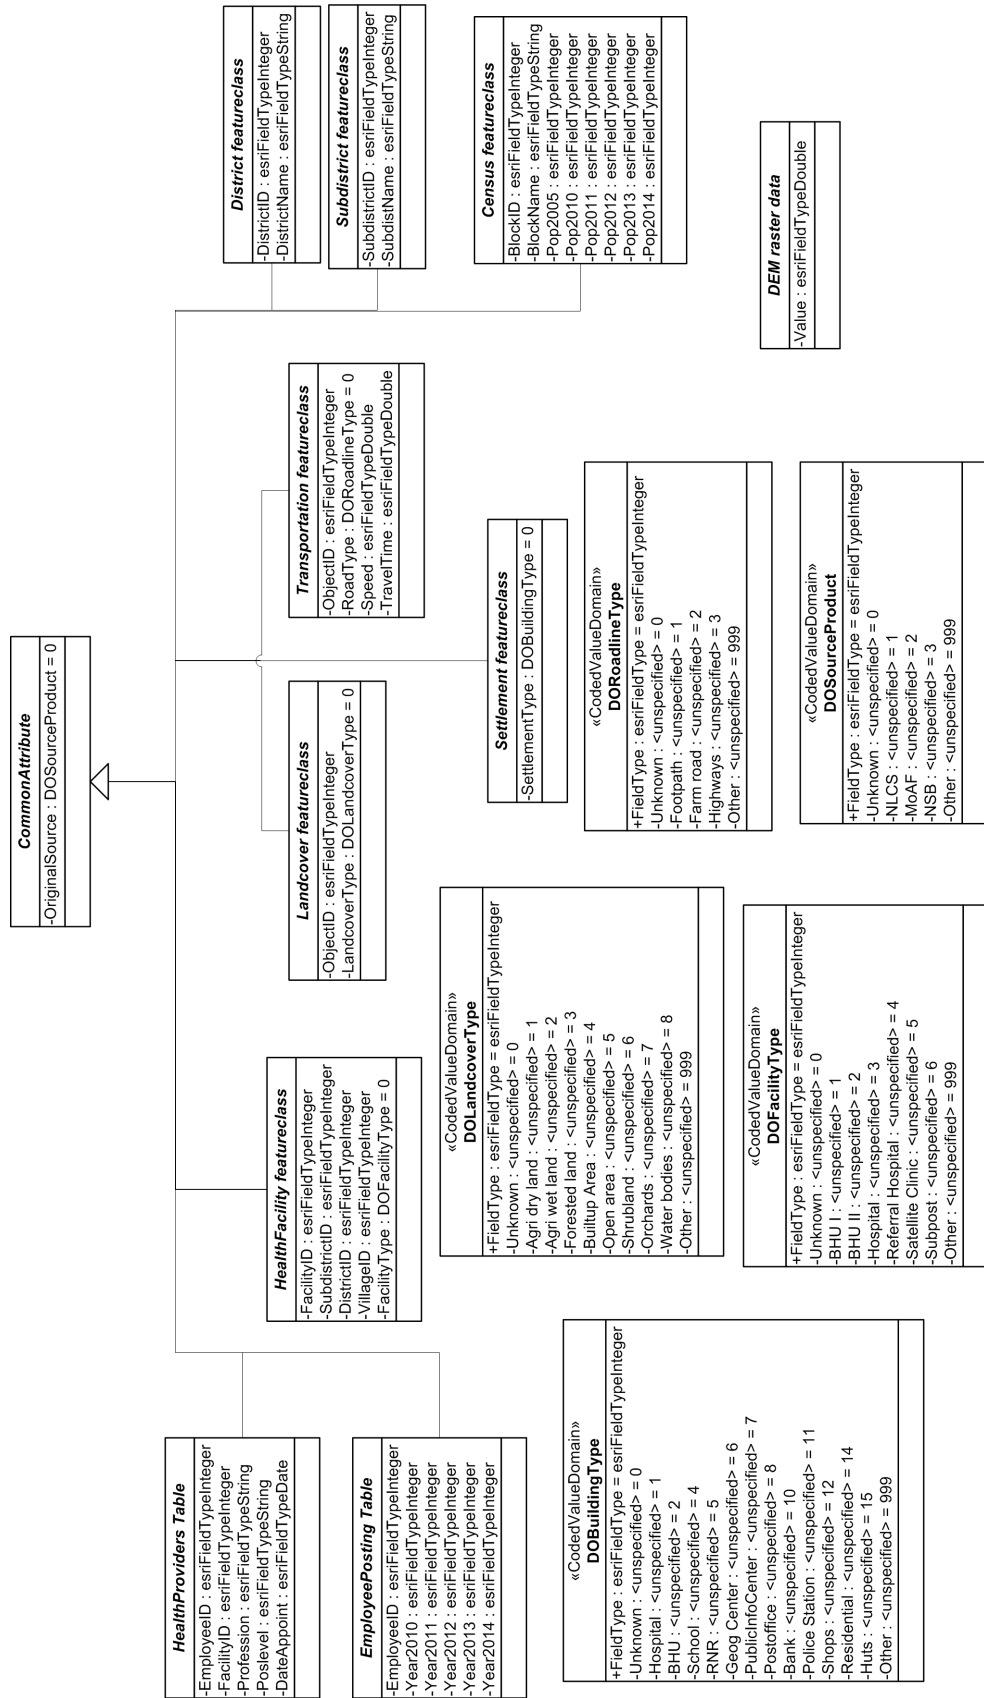 CommonAttribute
-OriginalSource : DOSourceProduct = 0
HealthProviders Table
-EmployeeID : esriFieldTypeInteger
-FacilityID : esriFieldTypeInteger
-Profession : esriFieldTypeString
-Poslevel : esriFieldTypeString
-DateAppoint : esriFieldTypeDate
EmployeePosting Table
-EmployeeID : esriFieldTypeInteger
-Year2010 : esriFieldTypeInteger
-Year2011 : esriFieldTypeInteger
-Year2012 : esriFieldTypeInteger
-Year2013 : esriFieldTypeInteger
-Year2014 : esriFieldTypeInteger
HealthFacility featureclass
-FacilityID : esriFieldTypeInteger
-SubdistrictID : esriFieldTypeInteger
-DistrictID : esriFieldTypeInteger
-VillageID : esriFieldTypeInteger
-FacilityType : DOFacilityType = 0
Landcover featureclass
-ObjectID : esriFieldTypeInteger
-LandcoverType : DOLandcoverType = 0
Transportation featureclass
-ObjectID : esriFieldTypeInteger
-RoadType : DORoadlineType = 0
-Speed : esriFieldTypeDouble
-TravelTime : esriFieldTypeDouble
District featureclass
-DistrictID : esriFieldTypeInteger
-DistrictName : esriFieldTypeString
Subdistrict featureclass
-SubdistrictID : esriFieldTypeInteger
-SubdistName : esriFieldTypeString
Census featureclass
-BlockID : esriFieldTypeInteger
-BlockName : esriFieldTypeString
-Pop2005 : esriFieldTypeInteger
-Pop2010 : esriFieldTypeInteger
-Pop2011 : esriFieldTypeInteger
-Pop2012 : esriFieldTypeInteger
-Pop2013 : esriFieldTypeInteger
-Pop2014 : esriFieldTypeInteger
Settlement featureclass
-SettlementType : DOBuildingType = 0
«CodedValueDomain»
DOBuildingType
+FieldType : esriFieldType = esriFieldTypeInteger
-Unknown : <unspecified> = 0
-Hospital : <unspecified> = 1
-BHU : <unspecified> = 2
-School : <unspecified> = 4
-RNR : <unspecified> = 5
-Geog Center : <unspecified> = 6
-PublicInfoCenter : <unspecified> = 7
-Postoffice : <unspecified> = 8
-Bank : <unspecified> = 10
-Police Station : <unspecified> = 11
-Shops : <unspecified> = 12
-Residential : <unspecified> = 14
-Huts : <unspecified> = 15
-Other : <unspecified> = 999
«CodedValueDomain»
DOLandcoverType
+FieldType : esriFieldType = esriFieldTypeInteger
-Unknown : <unspecified> = 0
-Agri dry land : <unspecified> = 1
-Agri wet land : <unspecified> = 2
-Forested land : <unspecified> = 3
-Builtup Area : <unspecified> = 4
-Open area : <unspecified> = 5
-Shrubland : <unspecified> = 6
-Orchards : <unspecified> = 7
-Water bodies : <unspecified> = 8
-Other : <unspecified> = 999
«CodedValueDomain»
DORoadlineType
+FieldType : esriFieldType = esriFieldTypeInteger
-Unknown : <unspecified> = 0
-Footpath : <unspecified> = 1
-Farm road : <unspecified> = 2
-Highways : <unspecified> = 3
-Other : <unspecified> = 999
DEM raster data
-Value : esriFieldTypeDouble
«CodedValueDomain»
DOFacilityType
+FieldType : esriFieldType = esriFieldTypeInteger
-Unknown : <unspecified> = 0
-BHU I : <unspecified> = 1
-BHU II : <unspecified> = 2
-Hospital : <unspecified> = 3
-Referral Hospital : <unspecified> = 4
-Satellite Clinic : <unspecified> = 5
-Subpost : <unspecified> = 6
-Other : <unspecified> = 999
«CodedValueDomain»
DOSourceProduct
+FieldType : esriFieldType = esriFieldTypeInteger
-Unknown : <unspecified> = 0
-NLCS : <unspecified> = 1
-MoAF : <unspecified> = 2
-NSB : <unspecified> = 3
-Other : <unspecified> = 999